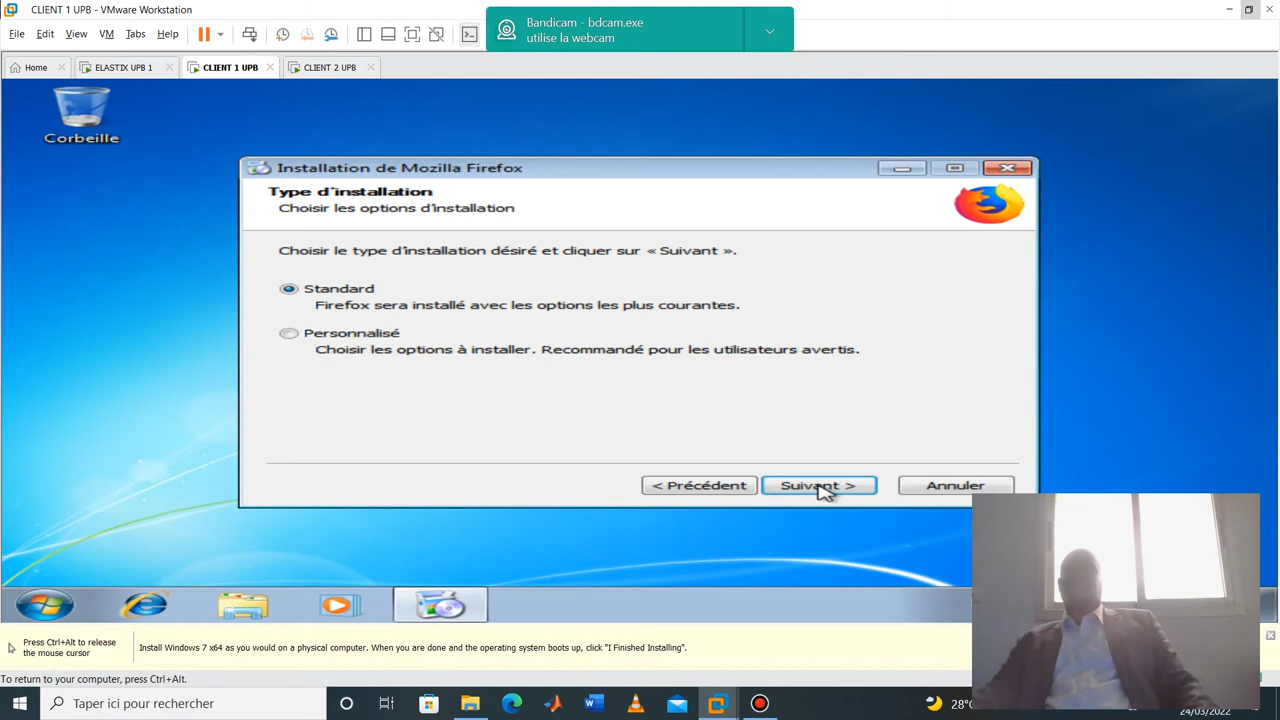 CLIENT 1 UPB - VMware Workstation
Bandicam - bdcam.exe
utilise la webcam
File Edit View VM Tabs Help
Home ELASTIX UPB 1 CLIENT 1 UPB CLIENT 2 UPB
Corbeille
Installation de Mozilla Firefox
Type d'installation
Choisir les options d'installation
Choisir le type d'installation désiré et cliquer sur « Suivant ».
Standard
Firefox sera installé avec les options les plus courantes.
Personnalisé
Choisir les options à installer. Recommandé pour les utilisateurs avertis.
< Précédent Suivant > Annuler
Press Ctrl+Alt to release
the mouse cursor
Install Windows 7 x64 as you would on a physical computer. When you are done and the operating system boots up, click "I Finished Installing".
To return to your computer, press Ctrl+Alt.
Taper ici pour rechercher
28°
24/03/2022